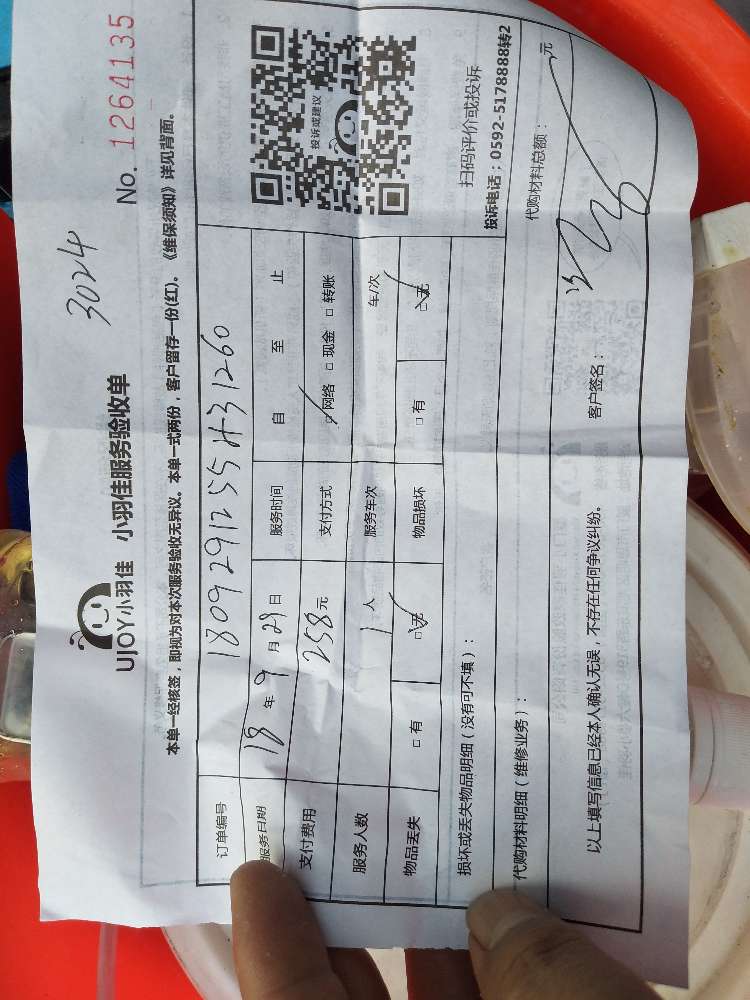 3024
UJOY小羽佳 小羽佳服务验收单
No. 1264135
本单一经核签，即视为对本次服务验收无异议。本单一式两份，客户留存一份(红)。《维保须知》详见背面。
订单编号 1809291255H31260
服务日期 18 年 9 月 29 日 服务时间 自 至 止
支付费用 258 元 支付方式 □网络 □现金 □转账
服务人数 1 人 服务车次 车/次
物品丢失 □有 □无 物品损坏 □有 □无
投诉或建议
扫码评价或投诉
投诉电话：0592-5178888转2
损坏或丢失物品明细（没有可不填）：
代购材料明细（维修业务）： 代购材料总额： 元
以上填写信息已经本人确认无误，不存在任何争议纠纷。 客户签名：